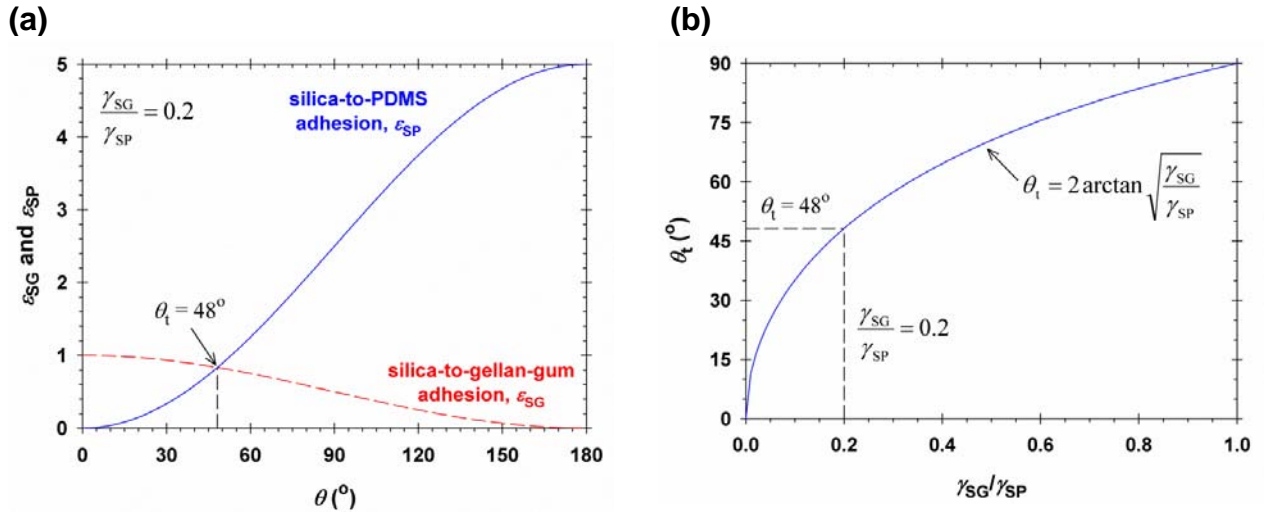 (a)
5
4
3
2
1
0
εSG and εSP
γSG/γSP = 0.2
silica-to-PDMS
adhesion, εSP
θt = 48°
silica-to-gellan-gum
adhesion, εSG
0 30 60 90 120 150 180
θ (°)
(b)
90
75
60
45
30
15
0
θt (°)
θt = 2 arctan √(γSG/γSP)
θt = 48°
γSG/γSP = 0.2
0.0 0.2 0.4 0.6 0.8 1.0
γSG/γSP